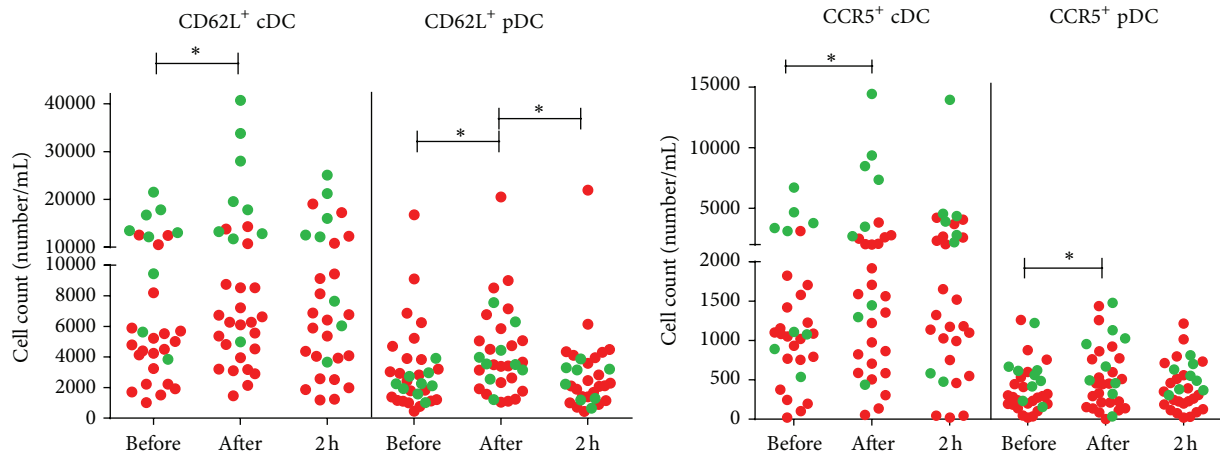 CD62L⁺ cDC
CD62L⁺ pDC
*
*
*
Cell count (number/mL)
40000
30000
20000
10000
10000
8000
6000
4000
2000
0
Before
After
2 h
Before
After
2 h
CCR5⁺ cDC
CCR5⁺ pDC
*
*
Cell count (number/mL)
15000
10000
5000
2000
1500
1000
500
0
Before
After
2 h
Before
After
2 h